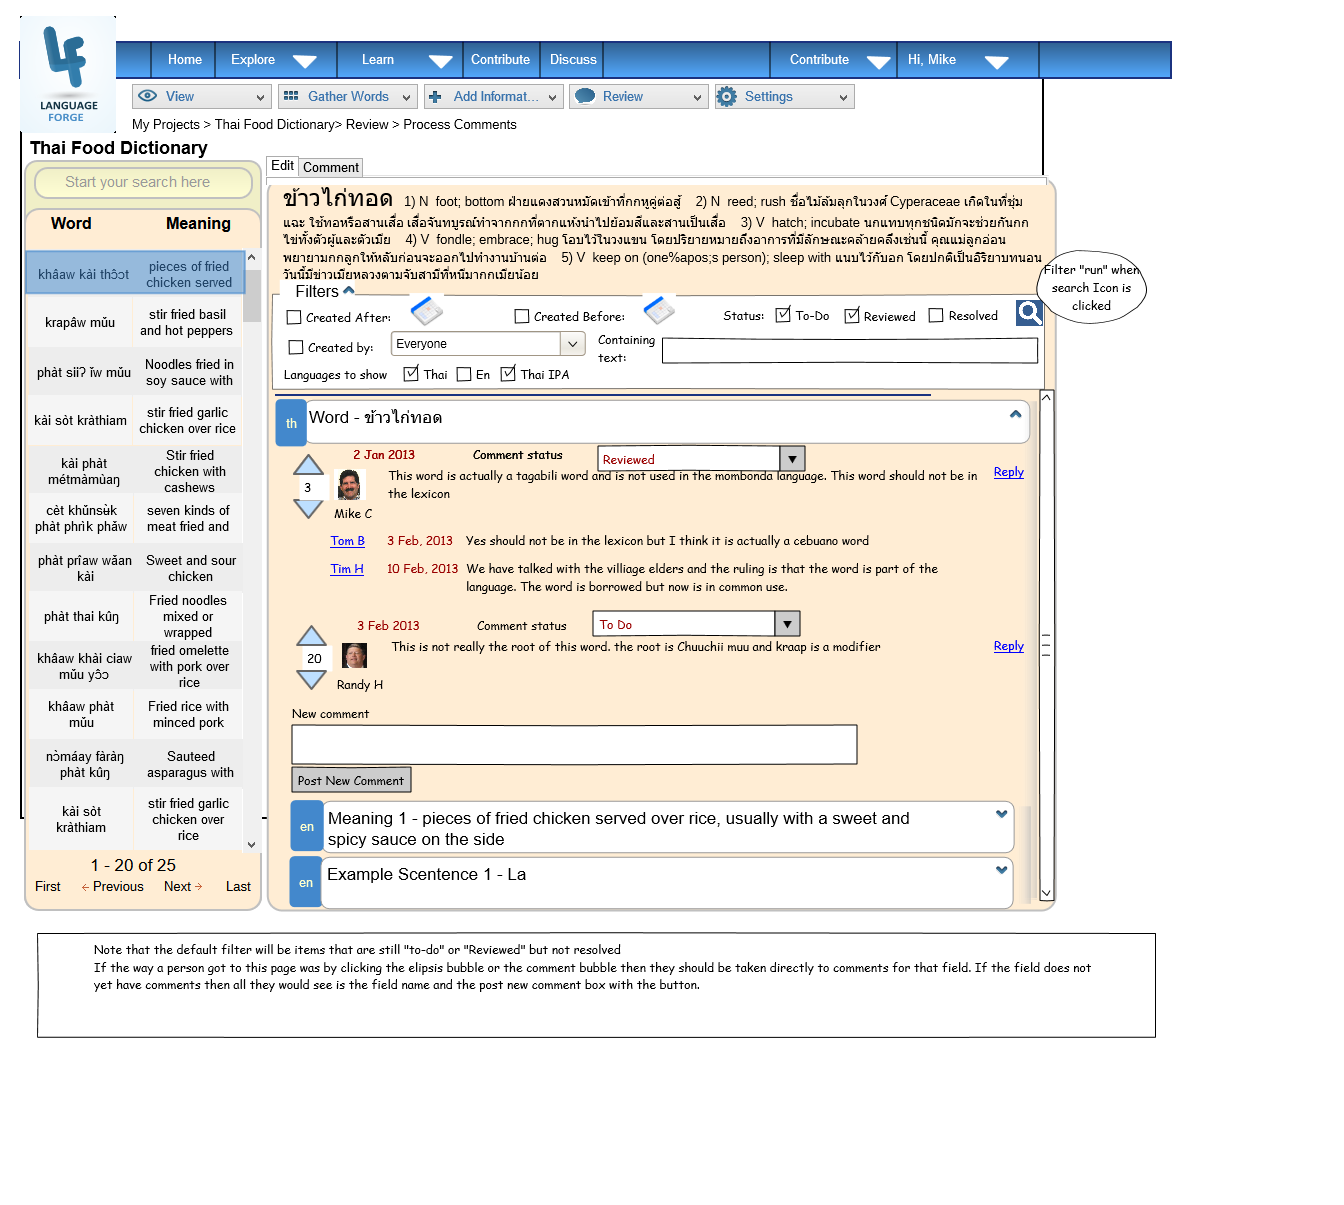 LANGUAGE
FORGE
Home Explore Learn Contribute Discuss Contribute Hi, Mike
View Gather Words Add Informat... Review Settings
My Projects > Thai Food Dictionary> Review > Process Comments
Thai Food Dictionary
Start your search here
Word Meaning
khâaw kài thɔ̂ɔt
pieces of fried
chicken served
krapâw mǔu
stir fried basil
and hot peppers
phàt siiʔ ǐw mǔu
Noodles fried in
soy sauce with
kài sòt kràthiam
stir fried garlic
chicken over rice
kài phàt
métmàmùaŋ
Stir fried
chicken with
cashews
cèt khǔnsʉ̀k
phàt phrìk phǎw
seven kinds of
meat fried and
phàt prîaw wǎan
kài
Sweet and sour
chicken
phàt thai kûŋ
Fried noodles
mixed or
wrapped
khâaw khài ciaw
mǔu yɔ̂ɔ
fried omelette
with pork over
rice
khâaw phàt
mǔu
Fried rice with
minced pork
nɔ̀máay fàràŋ
phàt kûŋ
Sauteed
asparagus with
kài sòt
kràthiam
stir fried garlic
chicken over
rice
1 - 20 of 25
First Previous Next Last
Edit Comment
ข้าวไก่ทอด 1) N foot; bottom ฝ่ายแดงสวนหมัดเข้าที่กกหูคู่ต่อสู้ 2) N reed; rush ชื่อไม้ล้มลุกในวงศ์ Cyperaceae เกิดในที่ชุ่ม
แฉะ ใช้ทอหรือสานเสื่อ เสื่อจันทบูรณ์ทำจากกกที่ตากแห้งนำไปย้อมสีและสานเป็นเสื่อ 3) V hatch; incubate นกแทบทุกชนิดมักจะช่วยกันกก
ไข่ทั้งตัวผู้และตัวเมีย 4) V fondle; embrace; hug โอบไว้ในวงแขน โดยปริยายหมายถึงอาการที่มีลักษณะคล้ายคลึงเช่นนี้ คุณแม่ลูกอ่อน
พยายามกกลูกให้หลับก่อนจะออกไปทำงานบ้านต่อ 5) V keep on (one%apos;s person); sleep with แนบไว้กับอก โดยปกติเป็นอิริยาบทนอน
วันนี้มีข่าวเมียหลวงตามจับสามีที่หนีมากกเมียน้อย
Filters
Created After: Created Before: Status: To-Do Reviewed Resolved
Created by: Everyone Containing
text:
Languages to show Thai En Thai IPA
Filter "run" when
search Icon is
clicked
th Word - ข้าวไก่ทอด
2 Jan 2013 Comment status Reviewed
3
This word is actually a tagabili word and is not used in the mombonda language. This word should not be in
the lexicon
Reply
Mike C
Tom B 3 Feb, 2013 Yes should not be in the lexicon but I think it is actually a cebuano word
Tim H 10 Feb, 2013 We have talked with the villiage elders and the ruling is that the word is part of the
language. The word is borrowed but now is in common use.
3 Feb 2013 Comment status To Do
20
This is not really the root of this word. the root is Chuuchii muu and kraap is a modifier
Reply
Randy H
New comment
Post New Comment
en Meaning 1 - pieces of fried chicken served over rice, usually with a sweet and
spicy sauce on the side
en Example Scentence 1 - La
Note that the default filter will be items that are still "to-do" or "Reviewed" but not resolved
If the way a person got to this page was by clicking the elipsis bubble or the comment bubble then they should be taken directly to comments for that field. If the field does not
yet have comments then all they would see is the field name and the post new comment box with the button.